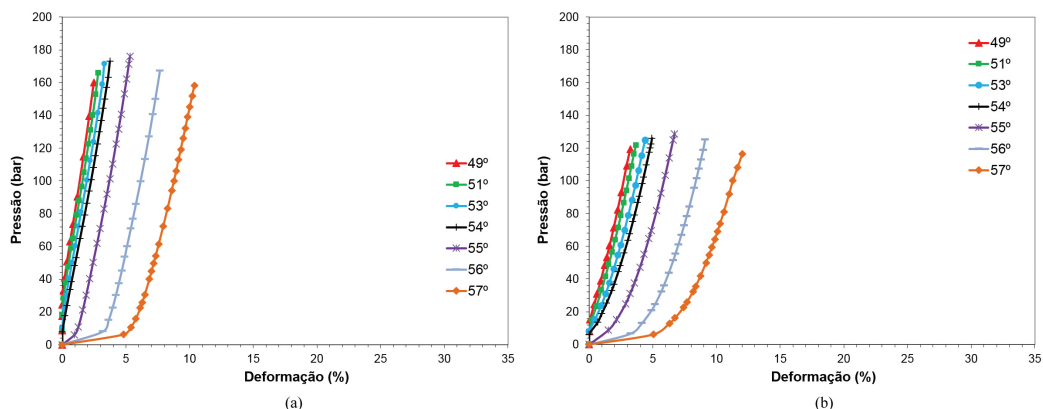 200
180
160
140
120
100
80
60
40
20
0
Pressão (bar)
0 5 10 15 20 25 30 35
Deformação (%)
49º
51º
53º
54º
55º
56º
57º
(a)
200
180
160
140
120
100
80
60
40
20
0
Pressão (bar)
0 5 10 15 20 25 30 35
Deformação (%)
49º
51º
53º
54º
55º
56º
57º
(b)